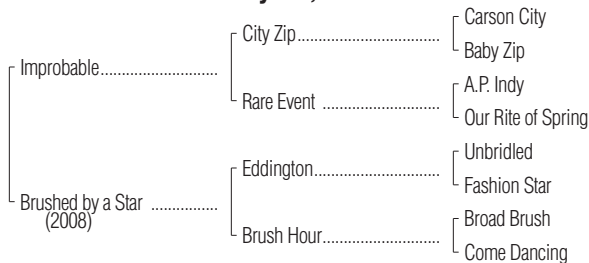 Carson City
City Zip
Baby Zip
Improbable
A.P. Indy
Rare Event
Our Rite of Spring
Unbridled
Eddington
Fashion Star
Brushed by a Star
(2008)
Broad Brush
Brush Hour
Come Dancing